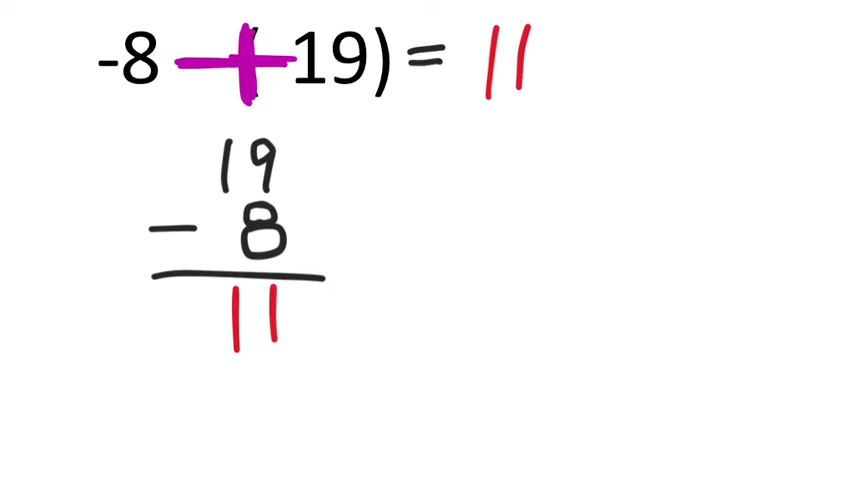 -8 + 19) = 11
19
- 8
11